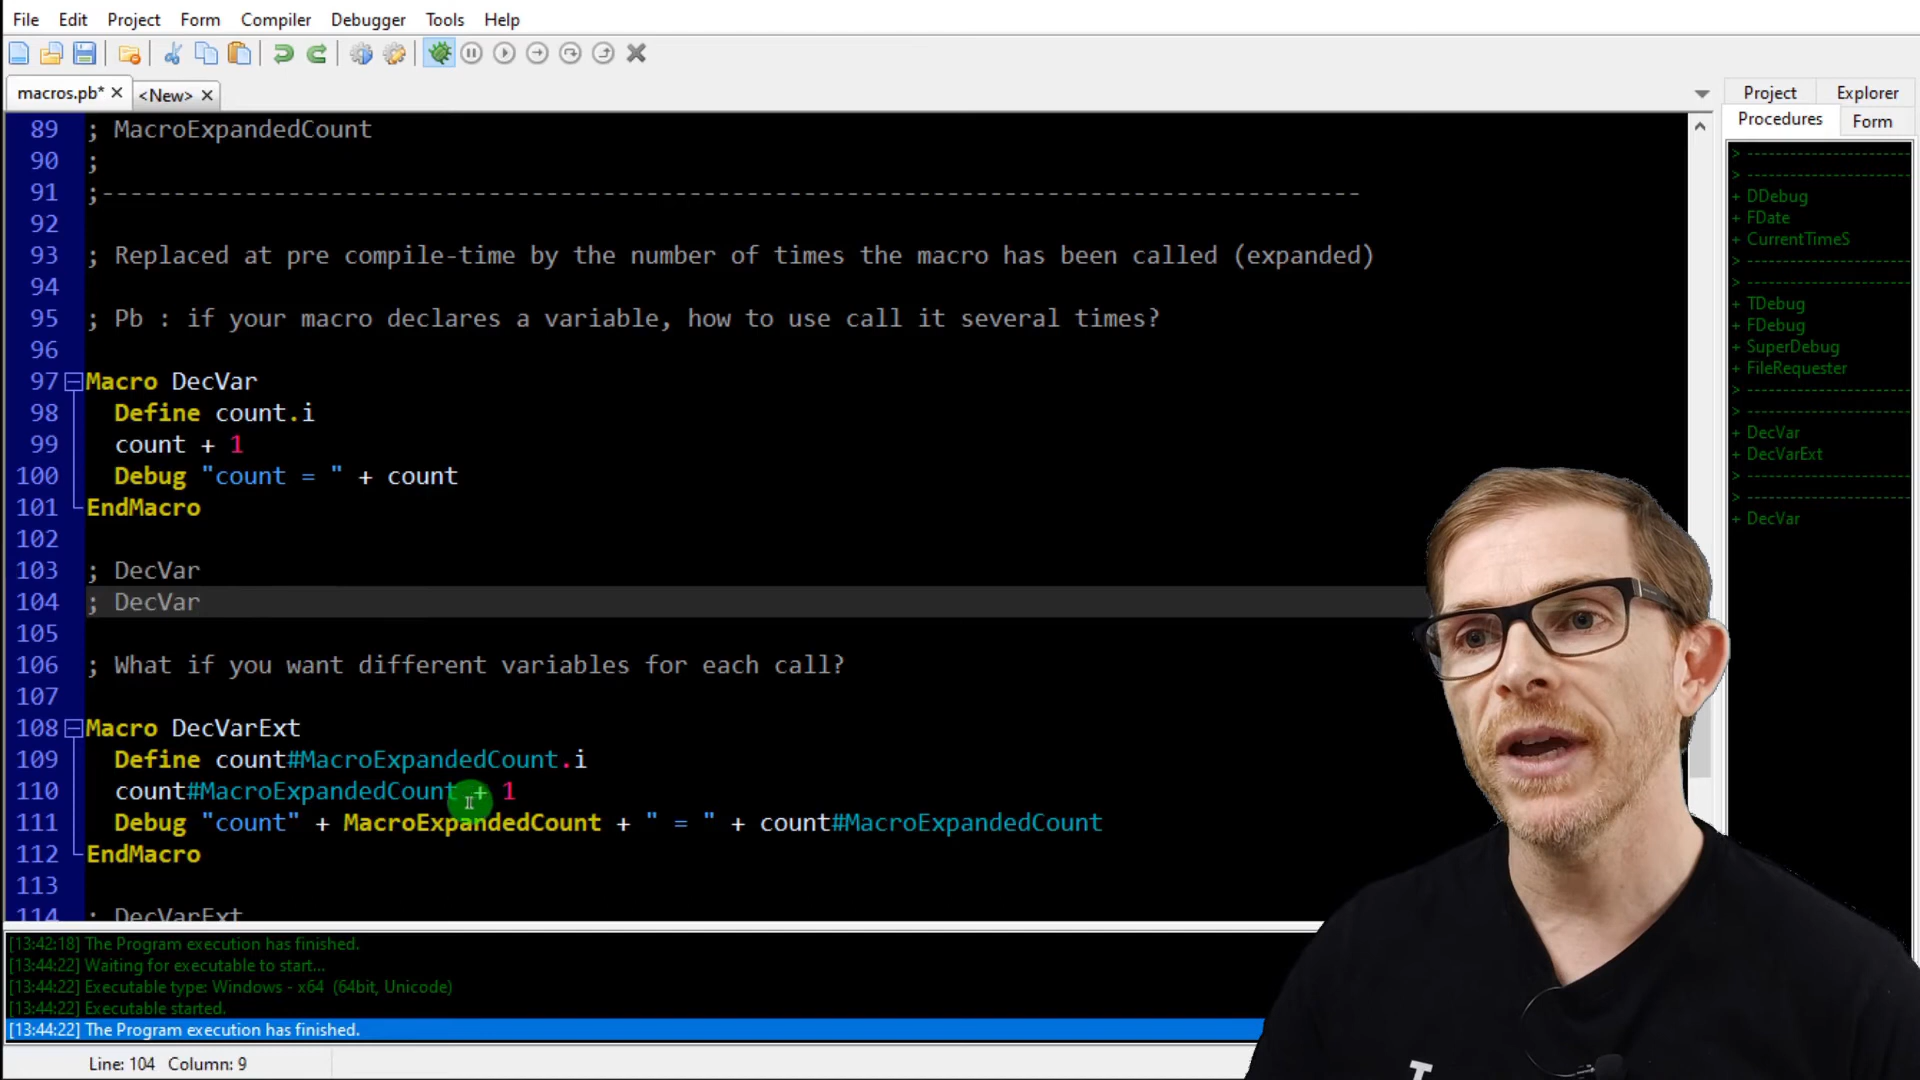 File Edit Project Form Compiler Debugger Tools Help
macros.pb* <New>
Project Explorer
Procedures Form
89 ; MacroExpandedCount
90 ;
91 ;----------------------------------------------------------------------------------------
92
93 ; Replaced at pre compile-time by the number of times the macro has been called (expanded)
94
95 ; Pb : if your macro declares a variable, how to use call it several times?
96
97 Macro DecVar
98 Define count.i
99 count + 1
100 Debug "count = " + count
101 EndMacro
102
103 ; DecVar
104 ; DecVar
105
106 ; What if you want different variables for each call?
107
108 Macro DecVarExt
109 Define count#MacroExpandedCount.i
110 count#MacroExpandedCount + 1
111 Debug "count" + MacroExpandedCount + " = " + count#MacroExpandedCount
112 EndMacro
113
114 ; DecVarExt
> ----------------------
> ----------------------
+ DDebug
+ FDate
+ CurrentTimeS
> ----------------------
> ----------------------
+ TDebug
+ FDebug
+ SuperDebug
+ FileRequester
> ----------------------
> ----------------------
+ DecVar
+ DecVarExt
> ----------------------
> ----------------------
+ DecVar
[13:42:18] The Program execution has finished.
[13:44:22] Waiting for executable to start...
[13:44:22] Executable type: Windows - x64 (64bit, Unicode)
[13:44:22] Executable started.
[13:44:22] The Program execution has finished.
Line: 104 Column: 9